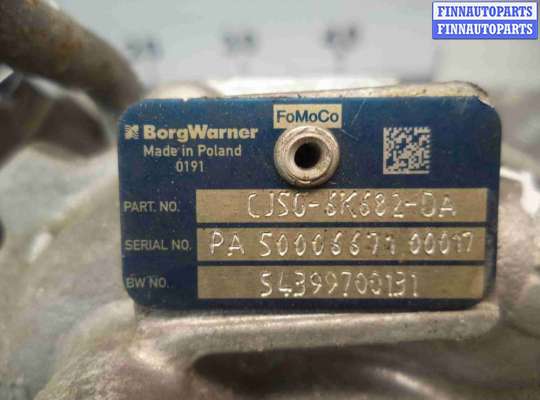 FINNAUTOPARTS
FINNAUTOPARTS
FoMoCo
BorgWarner
Made in Poland
0191
PART. NO. CJ5G-6K682-DA
SERIAL NO. PA 50006671 00017
BW NO. 54399700131